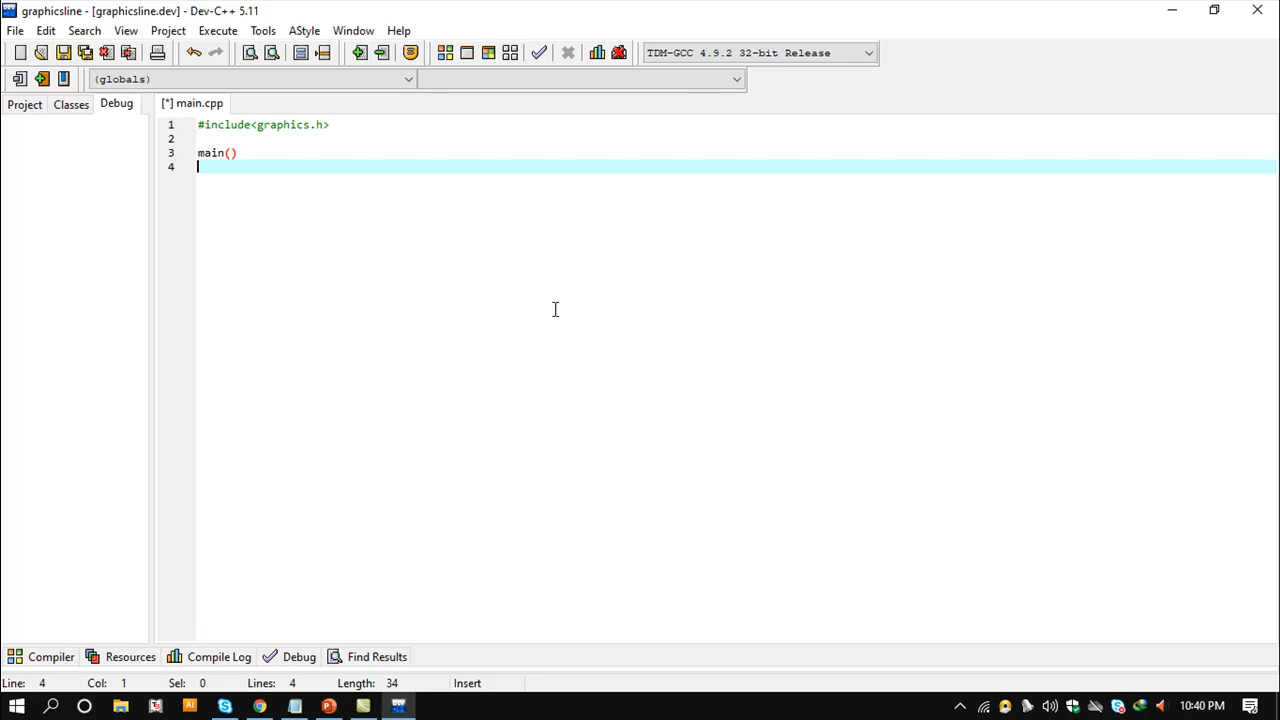 graphicsline - [graphicsline.dev] - Dev-C++ 5.11
File Edit Search View Project Execute Tools AStyle Window Help
TDM-GCC 4.9.2 32-bit Release
(globals)
Project Classes Debug [*] main.cpp
1 #include<graphics.h>
2
3 main()
4
Compiler Resources Compile Log Debug Find Results
Line: 4 Col: 1 Sel: 0 Lines: 4 Length: 34 Insert
10:40 PM